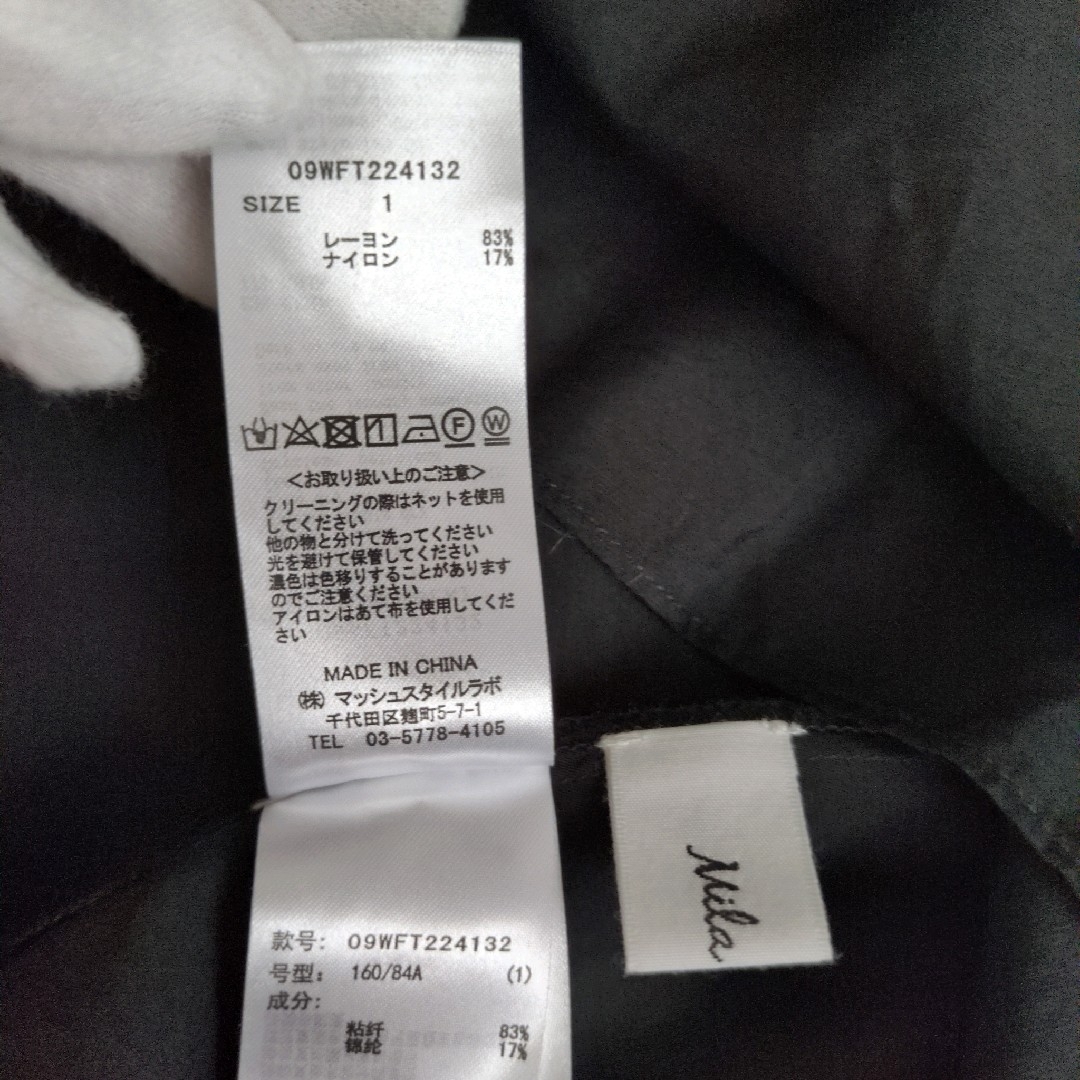 09WFT224132
SIZE 1
レーヨン 83%
ナイロン 17%
F W
<お取り扱い上のご注意>
クリーニングの際はネットを使用
してください
他の物と分けて洗ってください
光を避けて保管してください
濃色は色移りすることがあります
のでご注意ください
アイロンはあて布を使用してくだ
さい
MADE IN CHINA
㈱ マッシュスタイルラボ
千代田区麹町5-7-1
TEL 03-5778-4105
Mila
款号: 09WFT224132
号型: 160/84A (1)
成分:
粘纤 83%
錦纶 17%